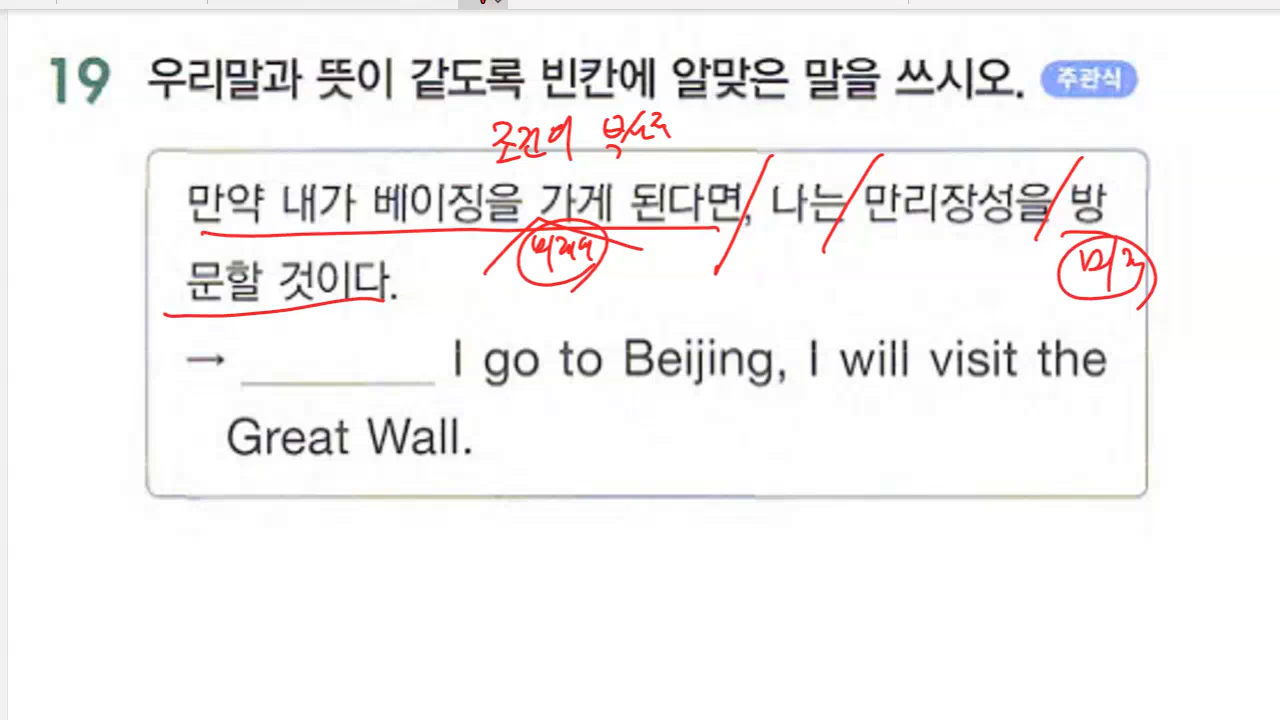 19 우리말과 뜻이 같도록 빈칸에 알맞은 말을 쓰시오. 주관식
조건의 부사절
만약 내가 베이징을 가게 된다면, 나는 만리장성을 방
미래
문할 것이다.
→ ________ I go to Beijing, I will visit the
Great Wall.